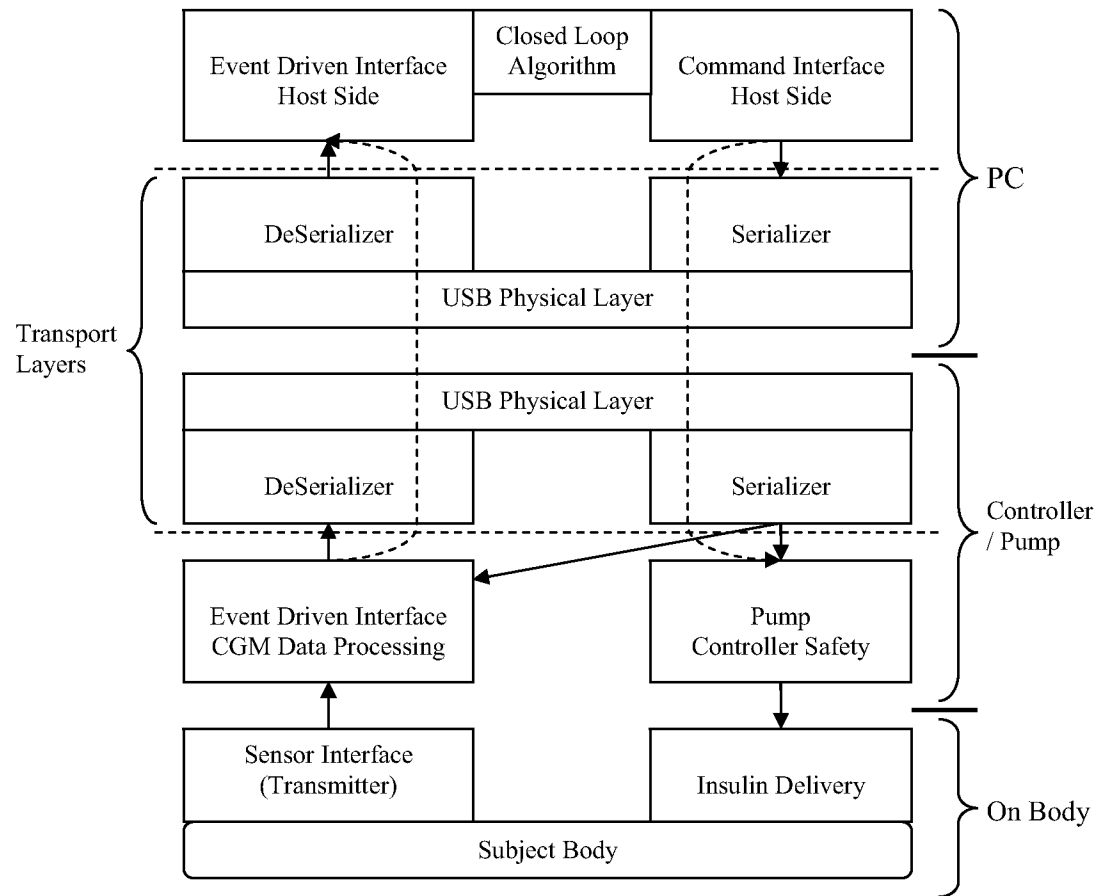 Event Driven Interface
Host Side
Closed Loop
Algorithm
Command Interface
Host Side
PC
DeSerializer
Serializer
USB Physical Layer
Transport
Layers
USB Physical Layer
DeSerializer
Serializer
Controller
/ Pump
Event Driven Interface
CGM Data Processing
Pump
Controller Safety
Sensor Interface
(Transmitter)
Insulin Delivery
On Body
Subject Body